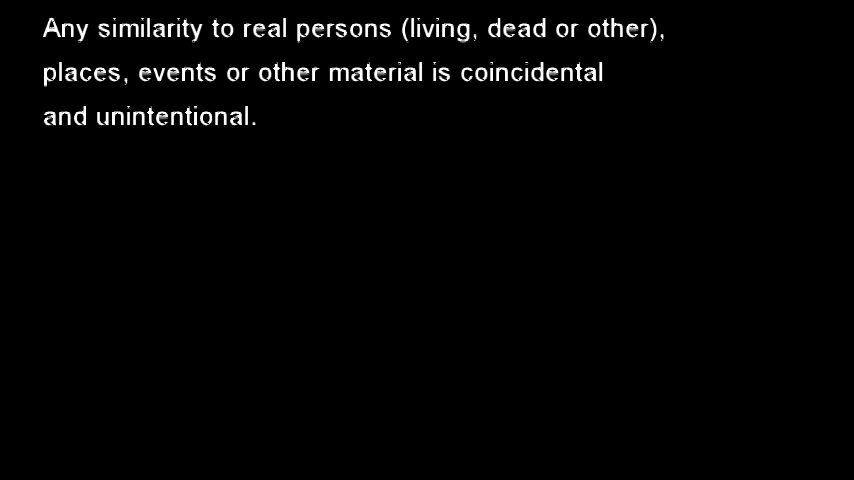 Any similarity to real persons (living, dead or other),
places, events or other material is coincidental
and unintentional.